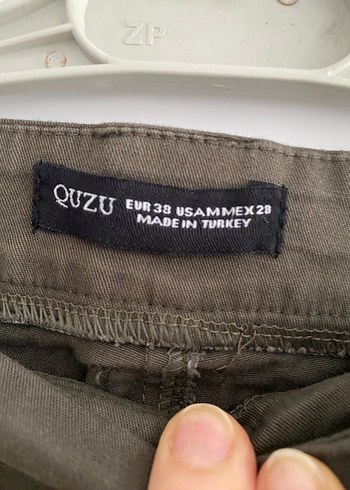 ZP
QUZU EUR 38 USAMMEX 28
MADE IN TURKEY